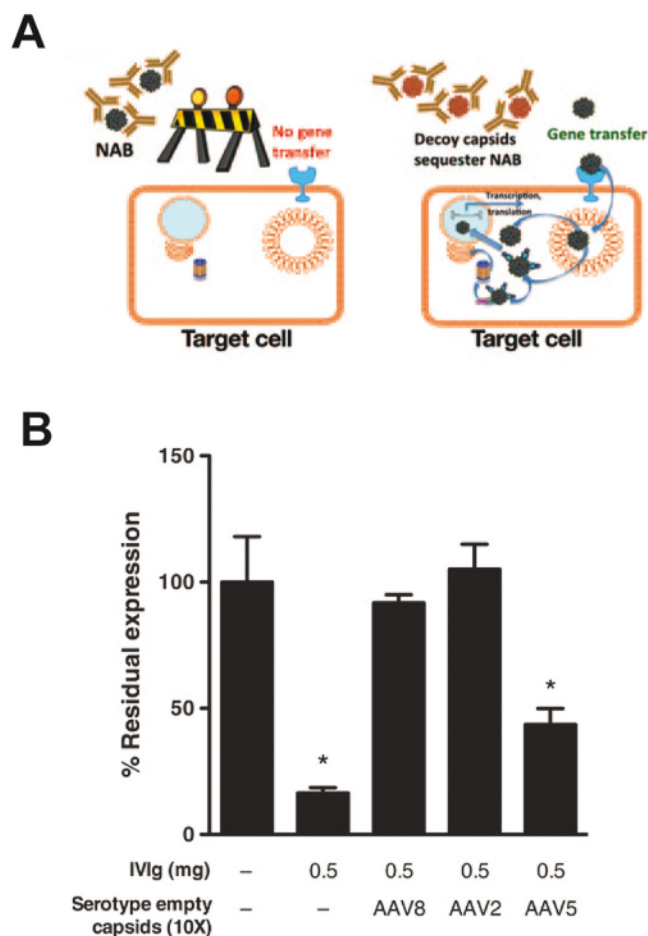 A
NAB
No gene
transfer
Target cell
Decoy capsids
sequester NAB
Gene transfer
Transcription,
translation
Target cell
B
% Residual expression
150
100
50
0
*
*
IVIg (mg) – 0.5 0.5 0.5 0.5
Serotype empty
capsids (10X) – – AAV8 AAV2 AAV5